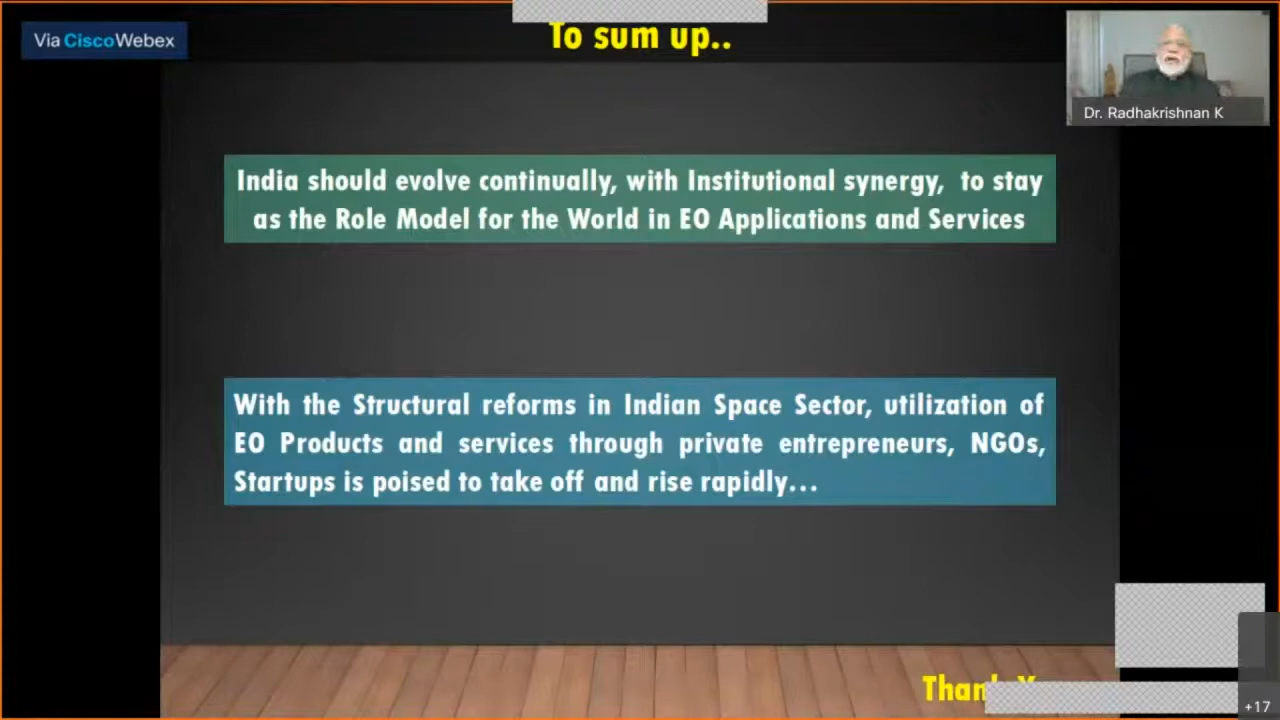 Via CiscoWebex
To sum up..
Dr. Radhakrishnan K
India should evolve continually, with Institutional synergy, to stay
as the Role Model for the World in EO Applications and Services
With the Structural reforms in Indian Space Sector, utilization of
EO Products and services through private entrepreneurs, NGOs,
Startups is poised to take off and rise rapidly...
+17